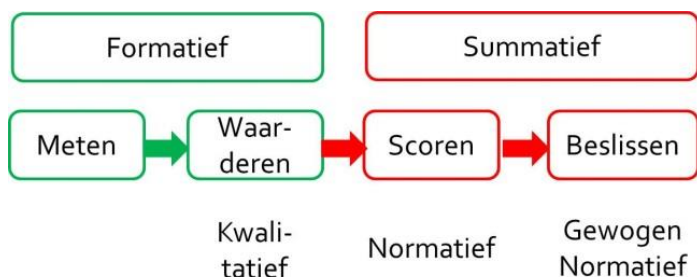 Formatief
Summatief
Meten
Waar-
deren
Scoren
Beslissen
Kwali-
tatief
Normatief
Gewogen
Normatief